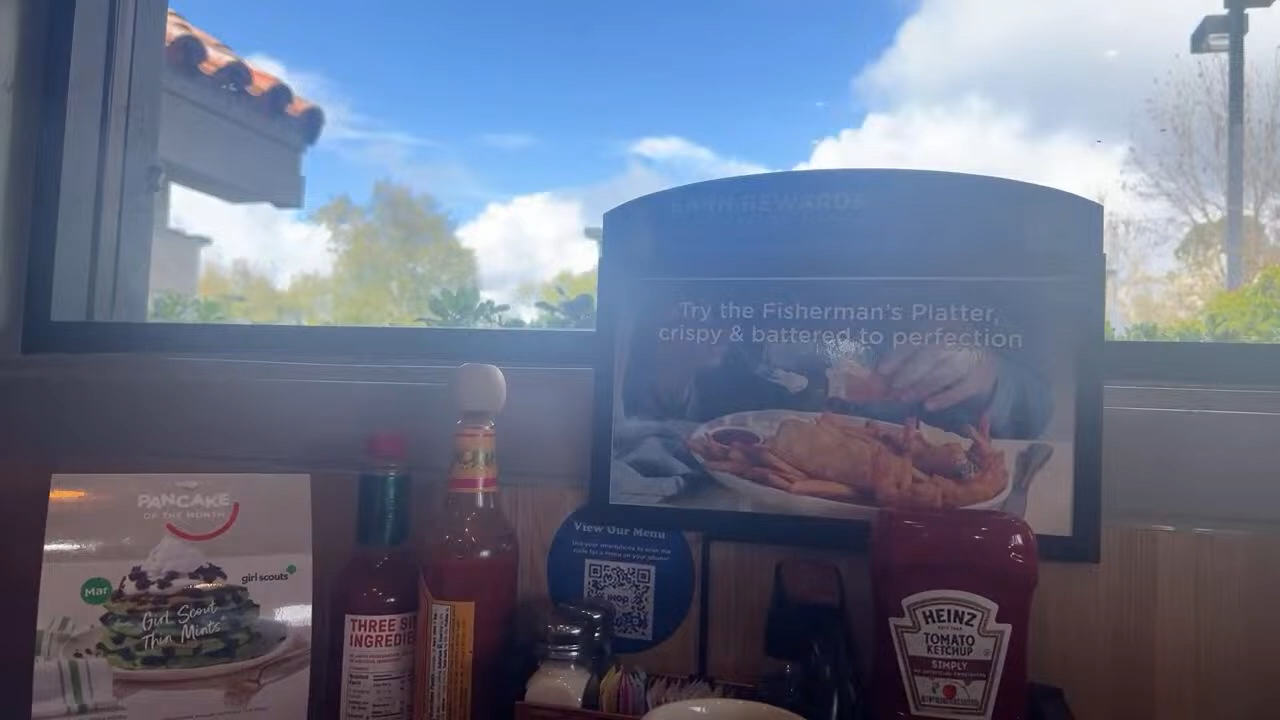 EARN REWARDS
Try the Fisherman's Platter,
crispy & battered to perfection
PANCAKE
OF THE MONTH
Mar
girl scouts
Girl Scout
Thin Mints
THREE
INGREDIE
View Our Menu
IHOP
HEINZ
TOMATO
KETCHUP
SIMPLY